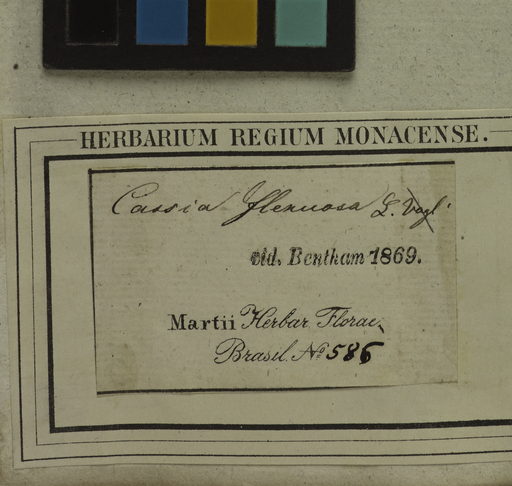 HERBARIUM REGIUM MONACENSE.
Cassia flexuosa L. Vogl.
vid. Bentham 1869.
Martii Herbar. Florae
Brasil. No 586